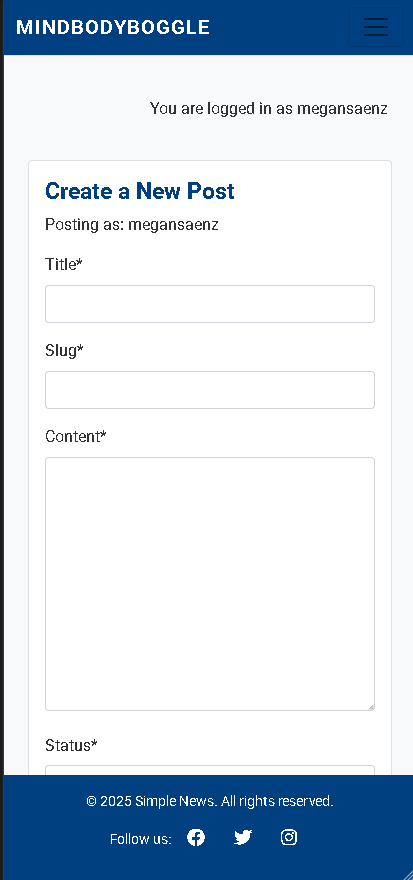 MINDBODYBOGGLE
You are logged in as megansaenz
Create a New Post
Posting as: megansaenz
Title*
Slug*
Content*
Status*
© 2025 Simple News. All rights reserved.
Follow us: